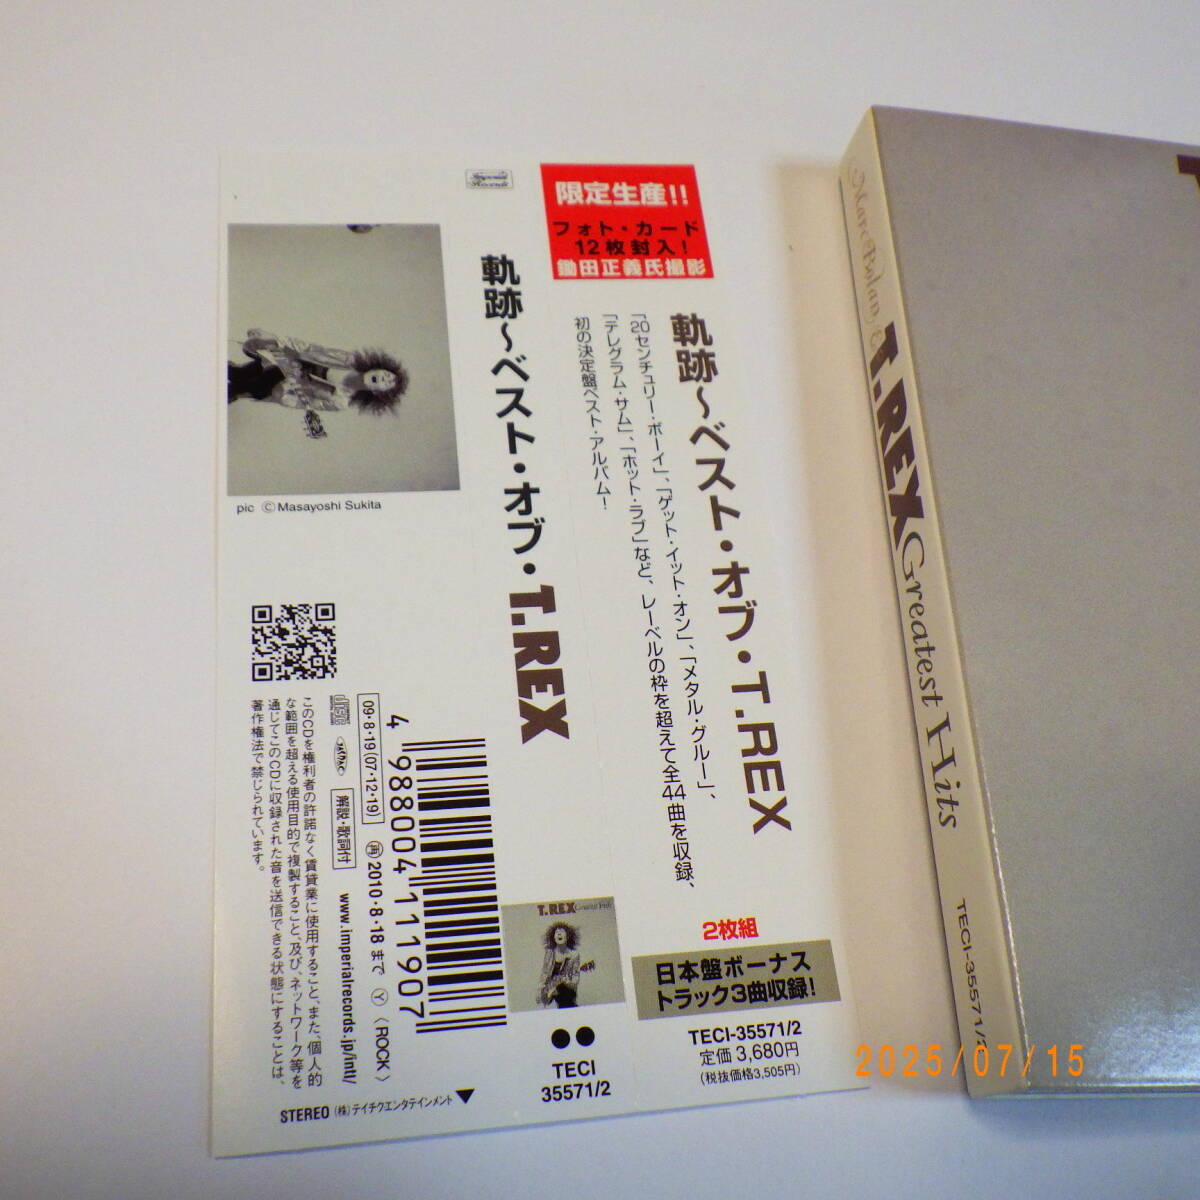 Imperial
Records
pic ⓒ Masayoshi Sukita
軌跡〜ベスト・オブ・T.REX
このCDを権利者の許諾なく賃貸業に使用すること、また、個人的
な範囲を超える使用目的で複製すること、及び、ネットワーク等を
通じてこのCDに収録された音を送信できる状態にすることは、
著作権法で禁じられています。
09・8・19(07・12・19)
解説・歌詞付
㊥2010・8・18まで Ⓨ 〈ROCK〉
www.imperialrecords.jp/intl/
4 988004 111907
STEREO (株)テイチクエンタテインメント ▼
T.REX Greatest Hits
●●
TECI
35571/2
限定生産!!
フォト・カード
12枚封入!
鋤田正義氏撮影
軌跡〜ベスト・オブ・T.REX
「20センチュリー・ボーイ」、「ゲット・イット・オン」、「メタル・グルー」、
「テレグラム・サム」、「ホット・ラブ」など、レーベルの枠を超えて全44曲を収録、
初の決定盤ベスト・アルバム!
2枚組
日本盤ボーナス
トラック3曲収録!
TECI-35571/2
定価 3,680円
(税抜価格3,505円)
Marc Bolan & T.REX Greatest Hits TECI-35571/2
T
2025/07/15